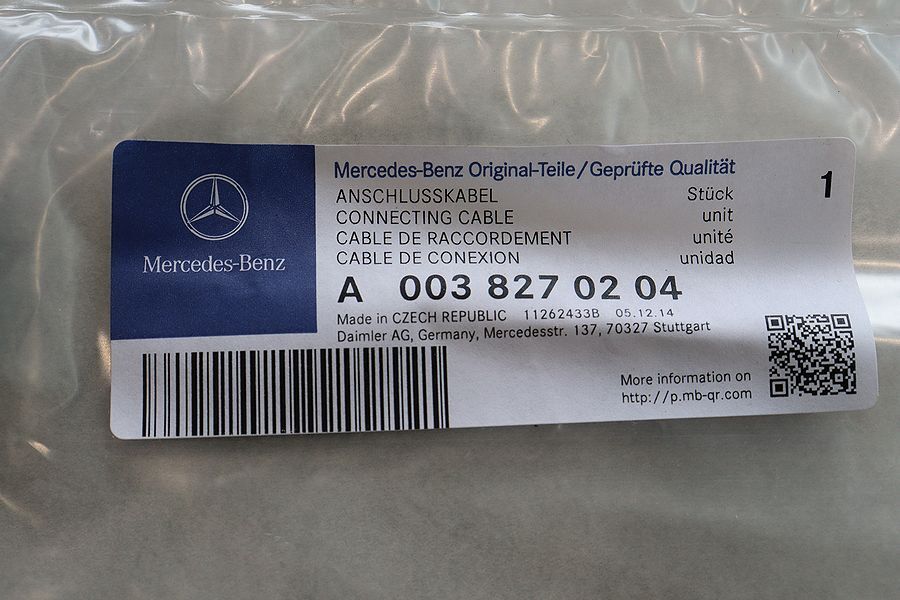 Mercedes-Benz
Mercedes-Benz Original-Teile/Geprüfte Qualität
1
ANSCHLUSSKABEL Stück
CONNECTING CABLE unit
CABLE DE RACCORDEMENT unité
CABLE DE CONEXION unidad
A 003 827 02 04
Made in CZECH REPUBLIC 11262433B 05.12.14
Daimler AG, Germany, Mercedesstr. 137, 70327 Stuttgart
More information on
http://p.mb-qr.com